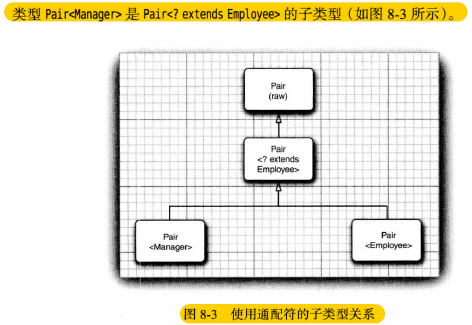 类型 Pair<Manager> 是 Pair<? extends Employee> 的子类型（如图 8-3 所示）。
Pair
(raw)
Pair
<? extends
Employee>
Pair
<Manager>
Pair
<Employee>
图 8-3 使用通配符的子类型关系